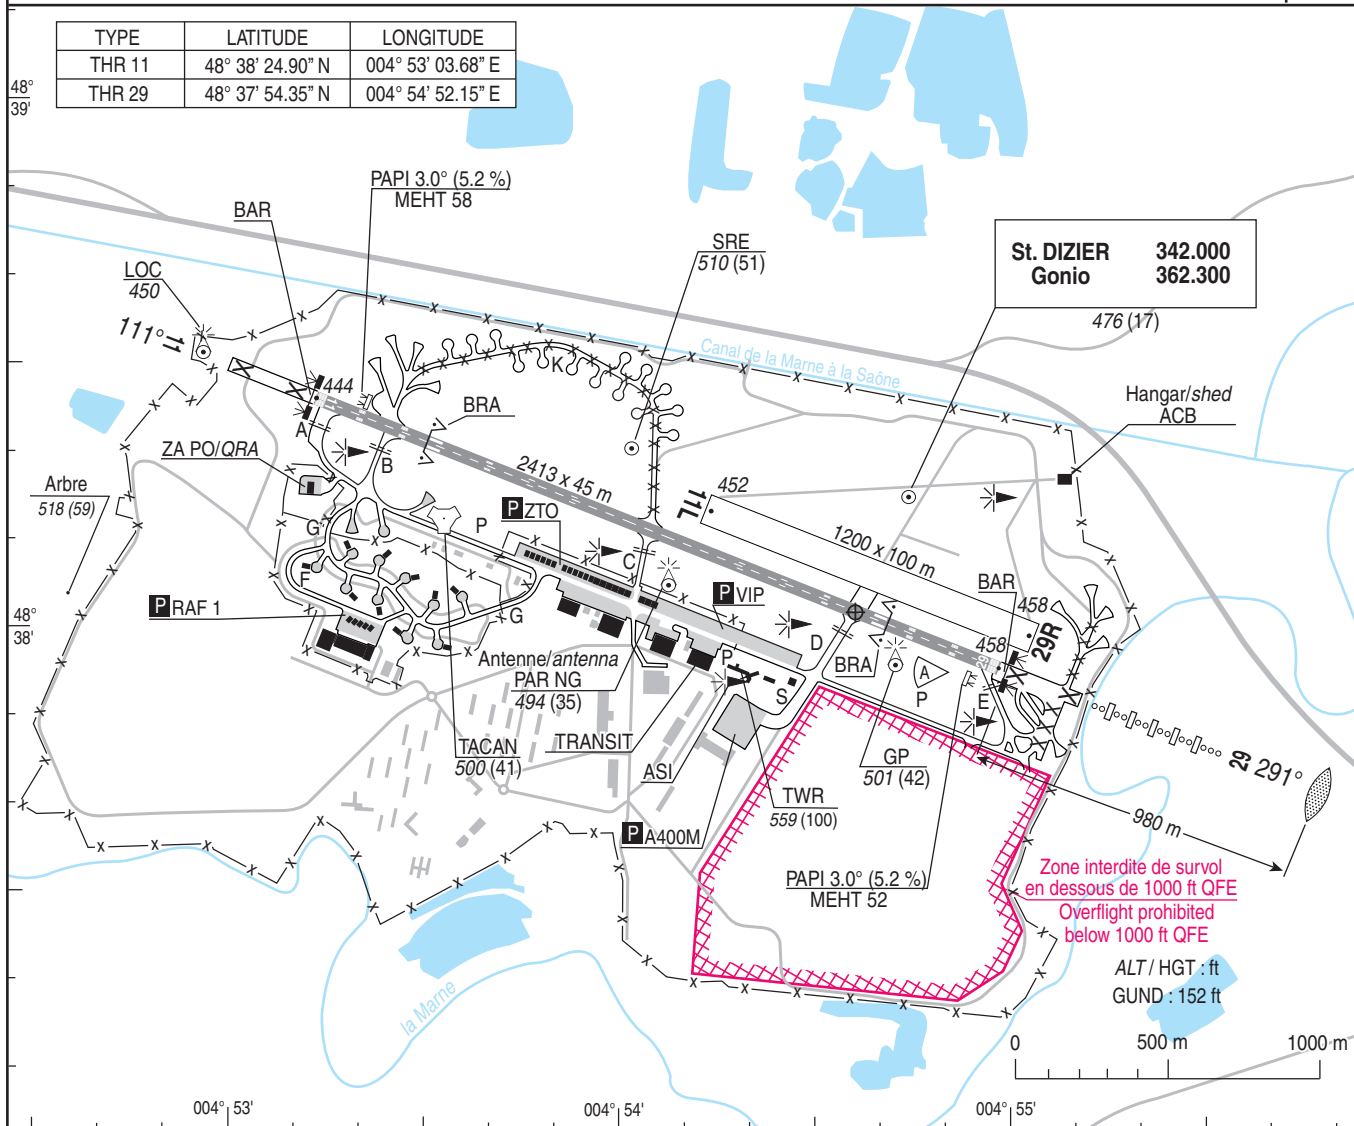 TYPE LATITUDE LONGITUDE
THR 11 48° 38' 24.90" N 004° 53' 03.68" E
THR 29 48° 37' 54.35" N 004° 54' 52.15" E
48°
39'
PAPI 3.0° (5.2 %)
MEHT 58
BAR
LOC
450
SRE
510 (51)
St. DIZIER 342.000
Gonio 362.300
476 (17)
111°
11
Canal de la Marne à la Saône
K
444
Hangar/shed
ACB
BRA
A
B
ZA PO/QRA
2413 x 45 m
452
11L
Arbre
518 (59)
P ZTO
G
P
C
1200 x 100 m
BAR
458
F
P RAF 1
48°
38'
P VIP
G
D
29R
458
29
Antenne/antenna
PAR NG
494 (35)
P
BRA
A
P
S
E
TRANSIT
TACAN
500 (41)
ASI
GP
501 (42)
29 291°
TWR
559 (100)
980 m
P A400M
PAPI 3.0° (5.2 %)
MEHT 52
Zone interdite de survol
en dessous de 1000 ft QFE
Overflight prohibited
below 1000 ft QFE
ALT / HGT : ft
GUND : 152 ft
la Marne
0 500 m 1000 m
004° 53' 004° 54' 004° 55'